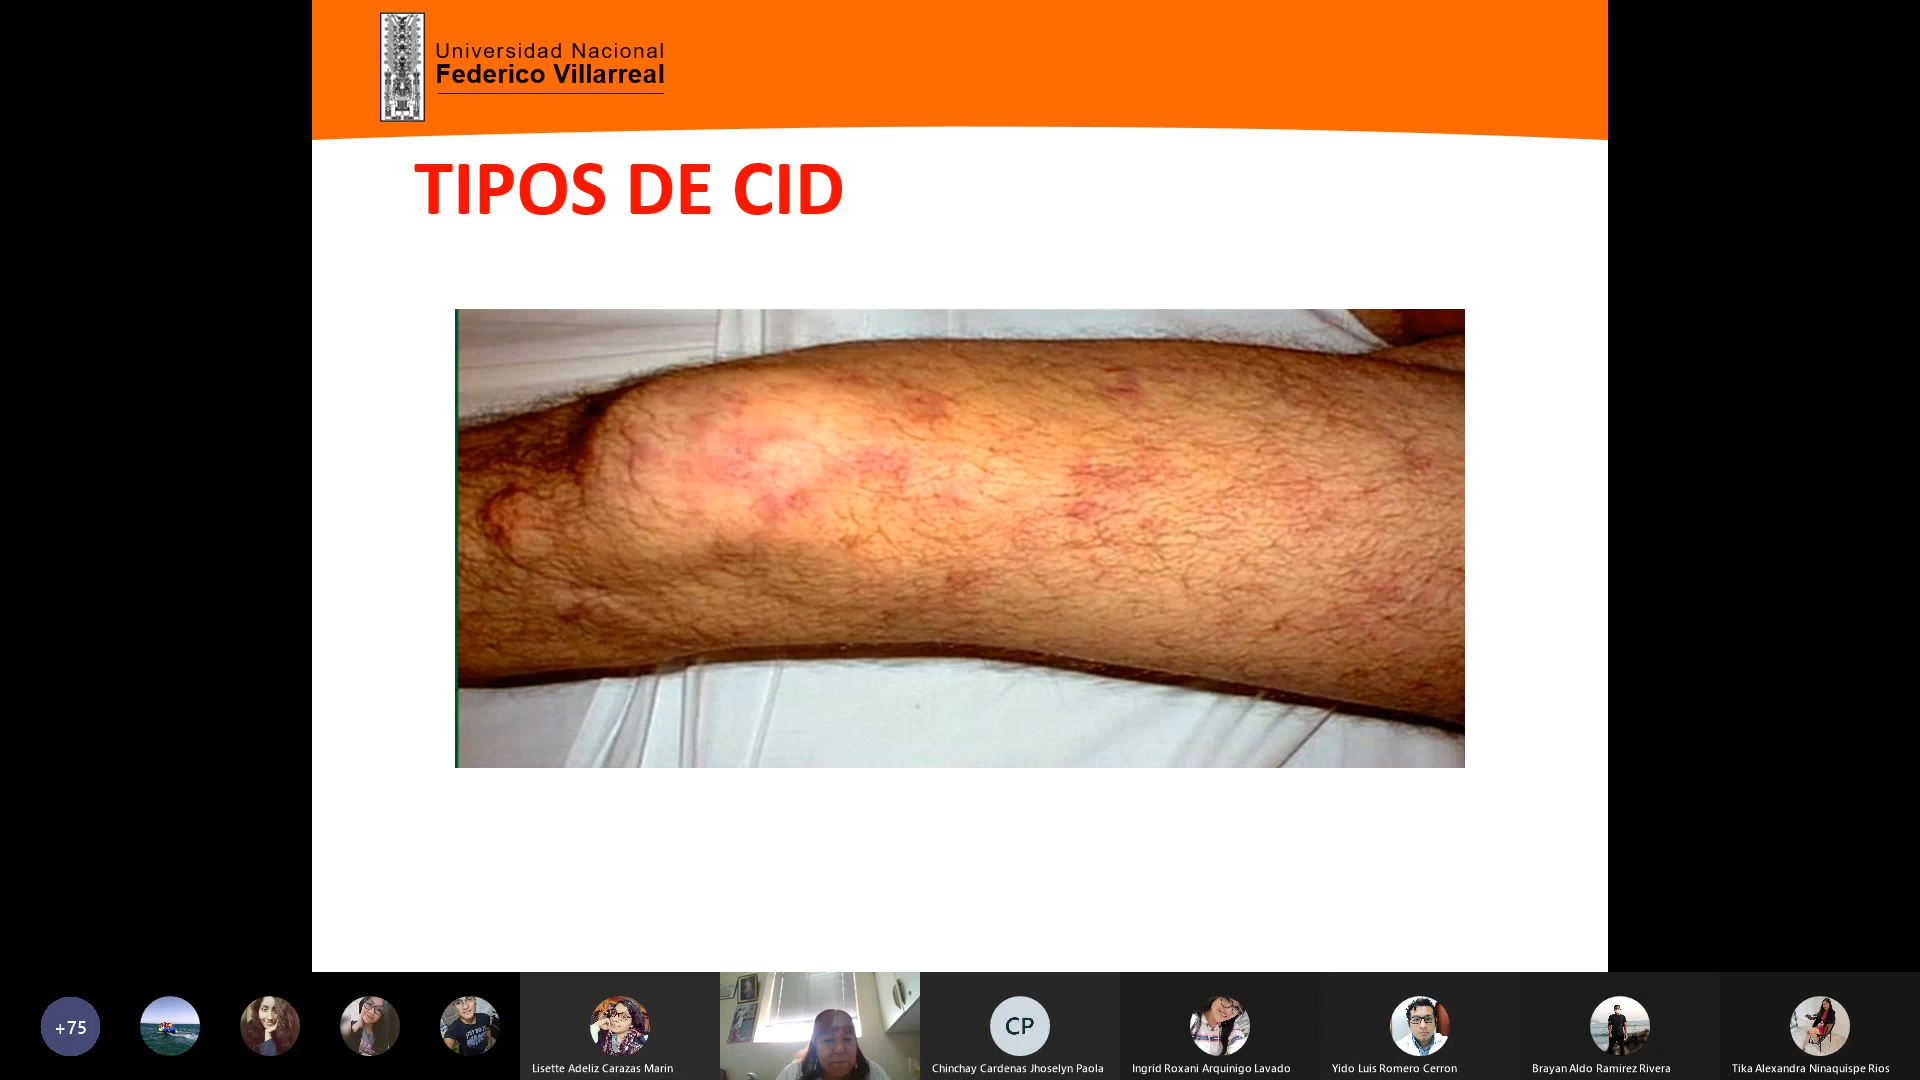 Universidad Nacional
Federico Villarreal
TIPOS DE CID
+75
Lisette Adeliz Carazas Marin
CP
Chinchay Cardenas Jhoselyn Paola
Ingrid Roxani Arquinigo Lavado
Yido Luis Romero Cerron
Brayan Aldo Ramirez Rivera
Tika Alexandra Ninaquispe Rios